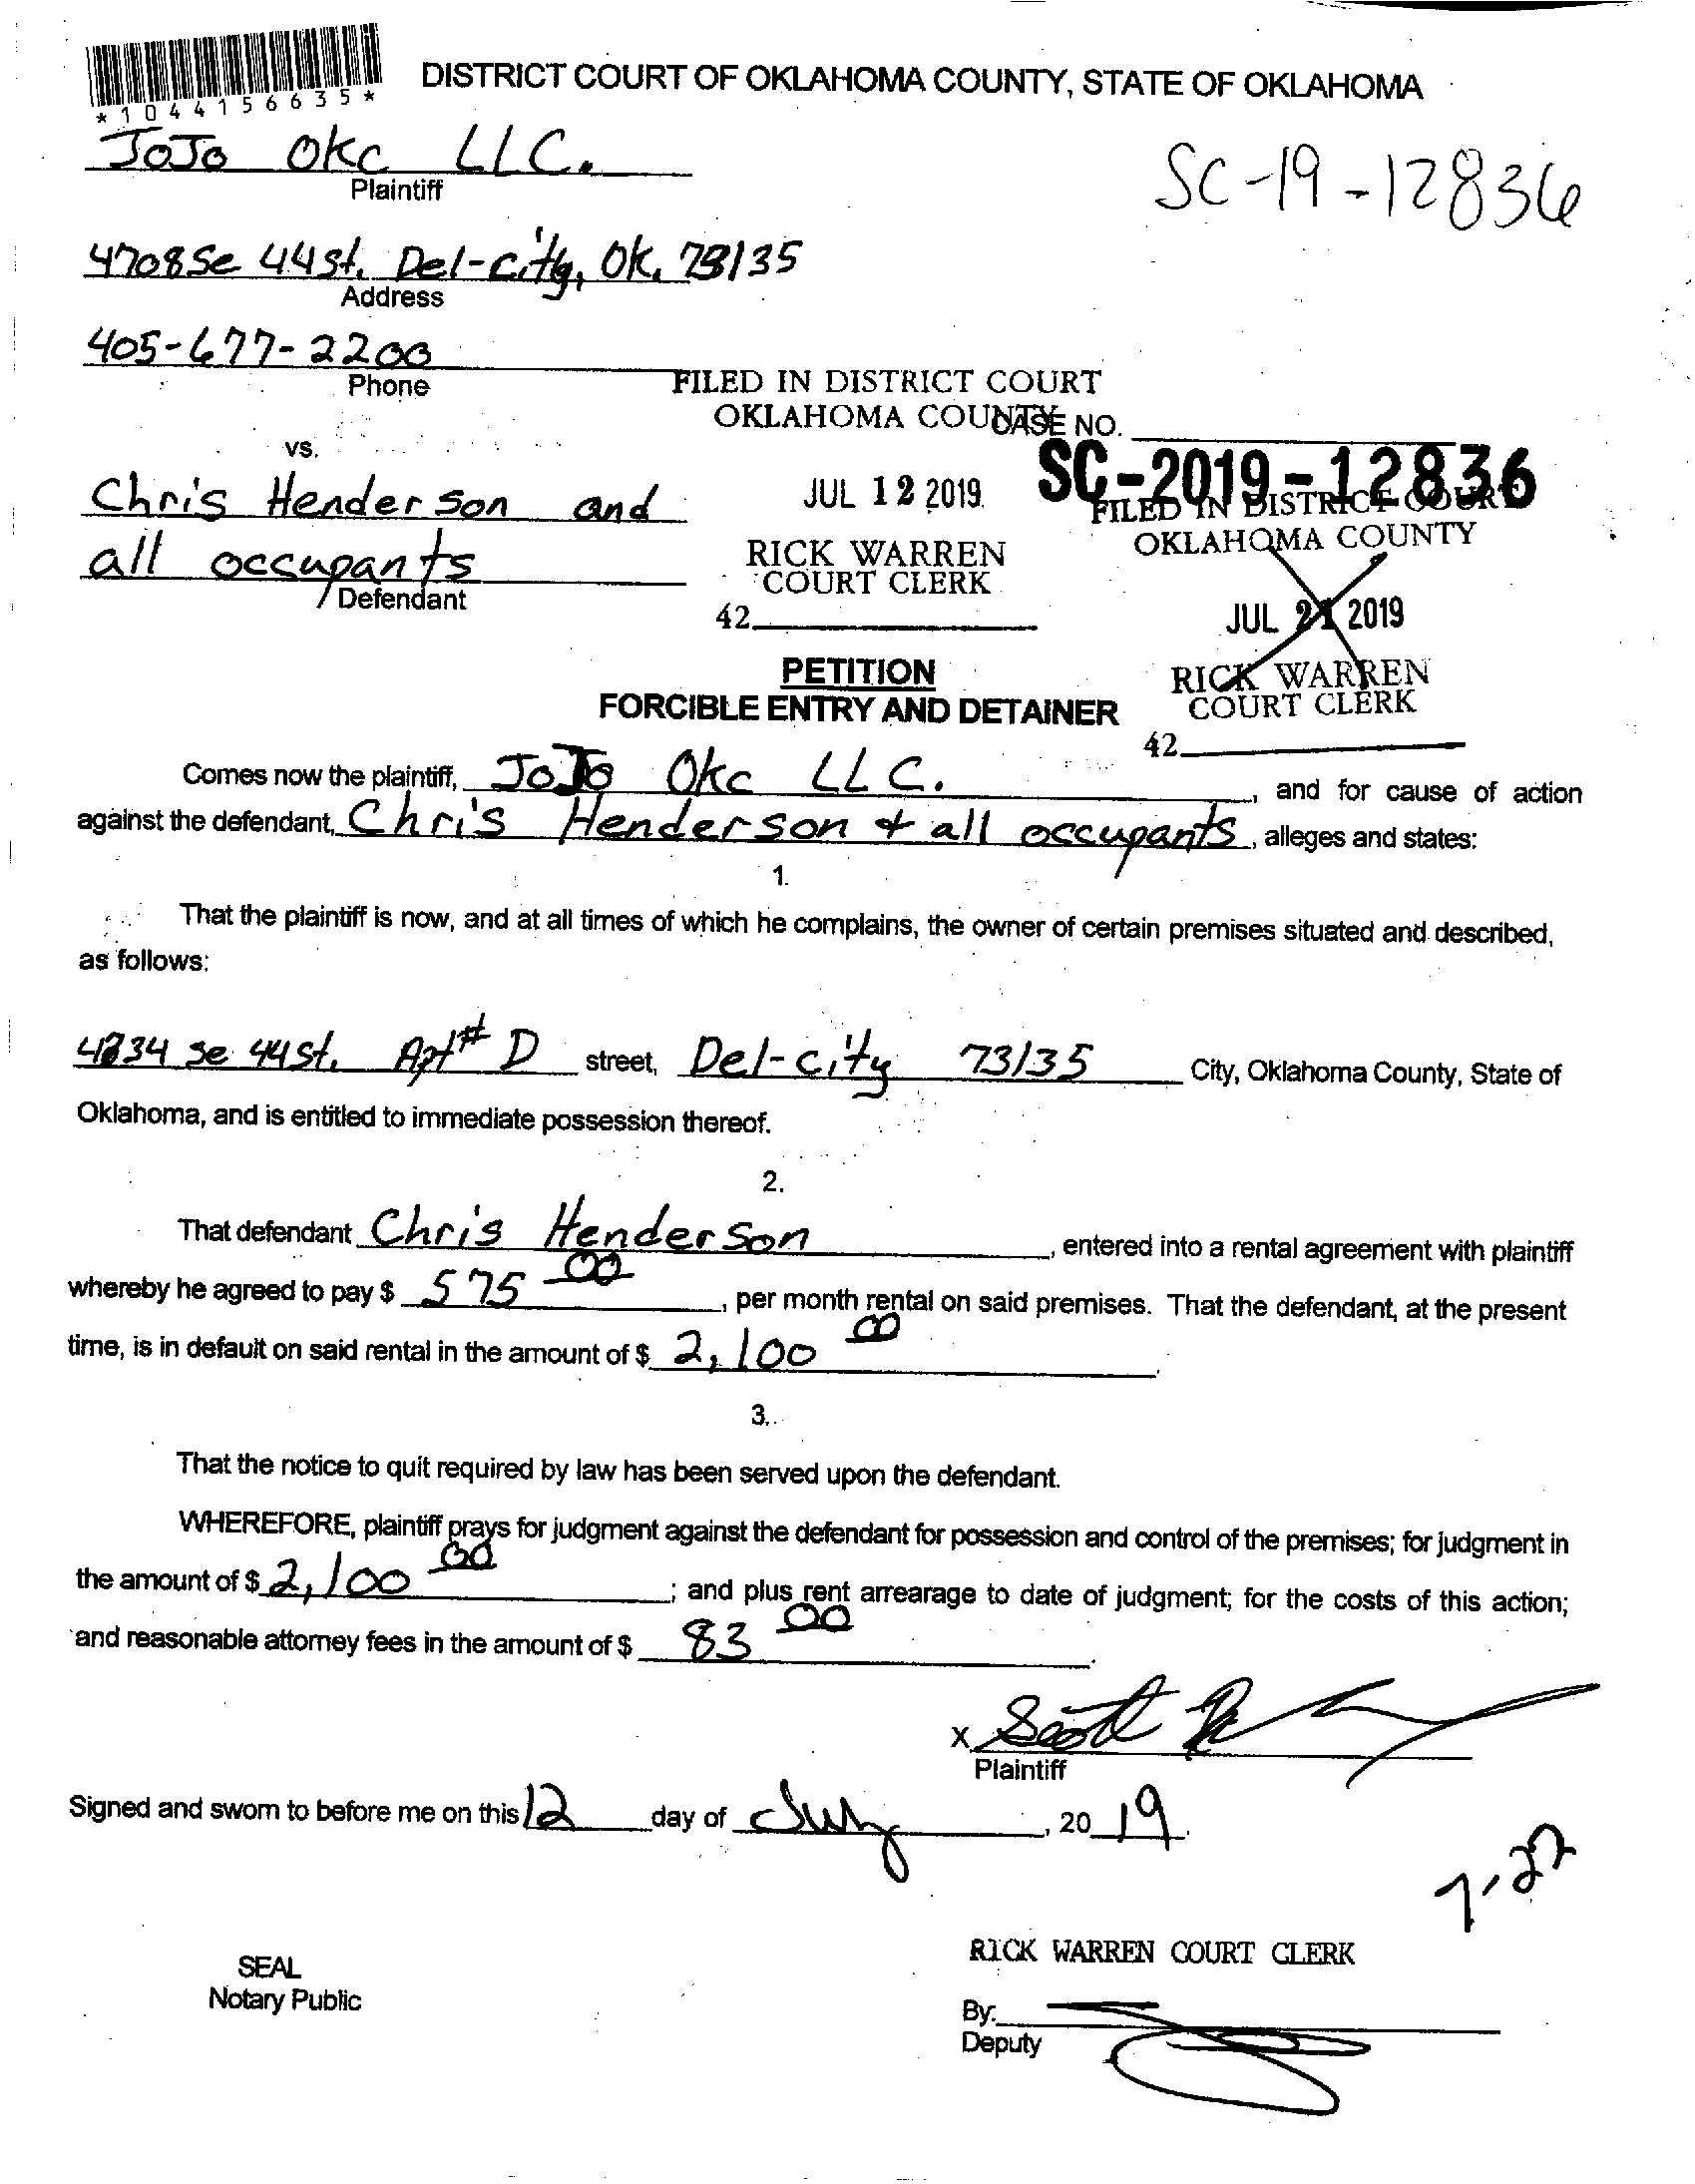 DISTRICT COURT OF OKLAHOMA COUNTY, STATE OF OKLAHOMA
*1044156635*
JoJo Okc LLC.
Plaintiff
SC-19-12836
4708 Se 44 St. Del-City, Ok. 73135
Address
405-677-2200
Phone
FILED IN DISTRICT COURT
OKLAHOMA COUNTY
CASE NO.
vs.
SC-2019-12836
Chris Henderson and
JUL 12 2019
FILED IN DISTRICT COURT
OKLAHOMA COUNTY
all occupants
RICK WARREN
COURT CLERK
Defendant
42
JUL 2019
PETITION
RICK WARREN
COURT CLERK
FORCIBLE ENTRY AND DETAINER
42
Comes now the plaintiff, JoJo Okc LLC. , and for cause of action
against the defendant, Chris Henderson + all occupants , alleges and states:
1.
That the plaintiff is now, and at all times of which he complains, the owner of certain premises situated and described,
as follows:
se 44 St. Apt # D street, Del-city 73135 City, Oklahoma County, State of
Oklahoma, and is entitled to immediate possession thereof.
2.
That defendant Chris Henderson , entered into a rental agreement with plaintiff
whereby he agreed to pay $ 575 00 , per month rental on said premises. That the defendant, at the present
time, is in default on said rental in the amount of $ 2,100 00 .
3.
That the notice to quit required by law has been served upon the defendant.
WHEREFORE, plaintiff prays for judgment against the defendant for possession and control of the premises; for judgment in
the amount of $ 2,100 00 ; and plus rent arrearage to date of judgment; for the costs of this action;
and reasonable attorney fees in the amount of $ 83 00 .
X Scott
Plaintiff
Signed and sworn to before me on this 12 day of July , 20 19.
7-22
RICK WARREN COURT CLERK
SEAL
Notary Public
By:
Deputy